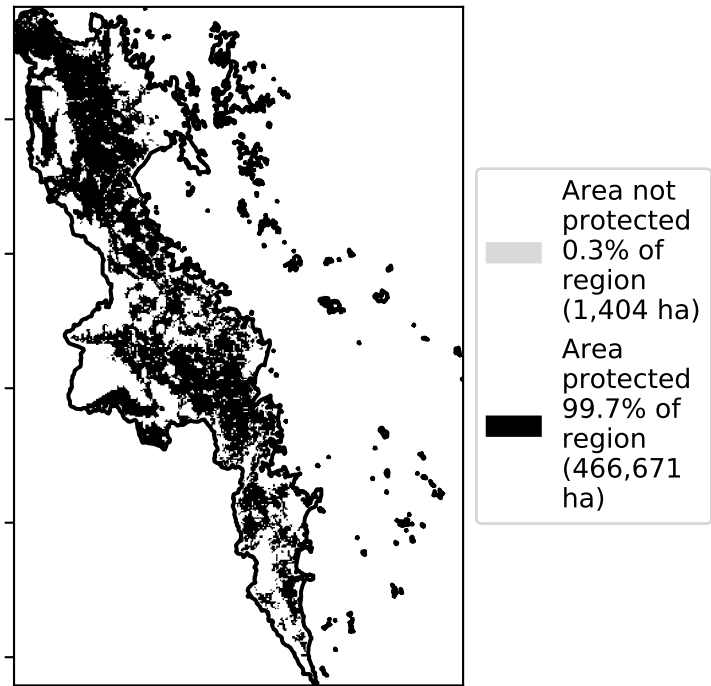 Area not
protected
0.3% of
region
(1,404 ha)
Area
protected
99.7% of
region
(466,671
ha)